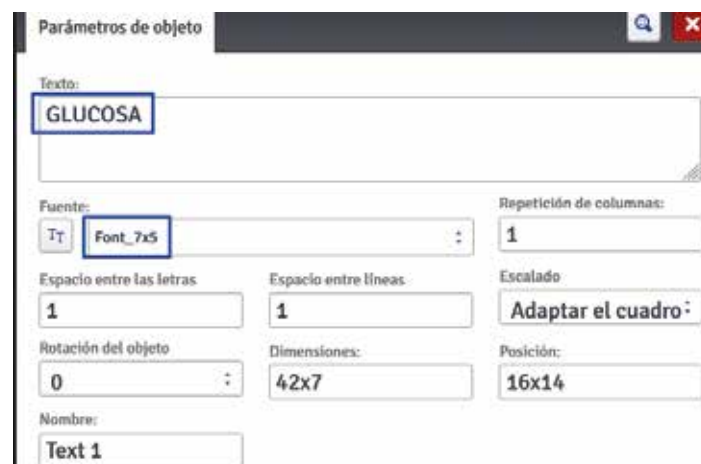 Parámetros de objeto
Texto:
GLUCOSA
Fuente:
Repetición de columnas:
TT
Font_7x5
1
Espacio entre las letras
Espacio entre líneas
Escalado
1
1
Adaptar el cuadro
Rotación del objeto
Dimensiones:
Posición:
0
42x7
16x14
Nombre:
Text 1